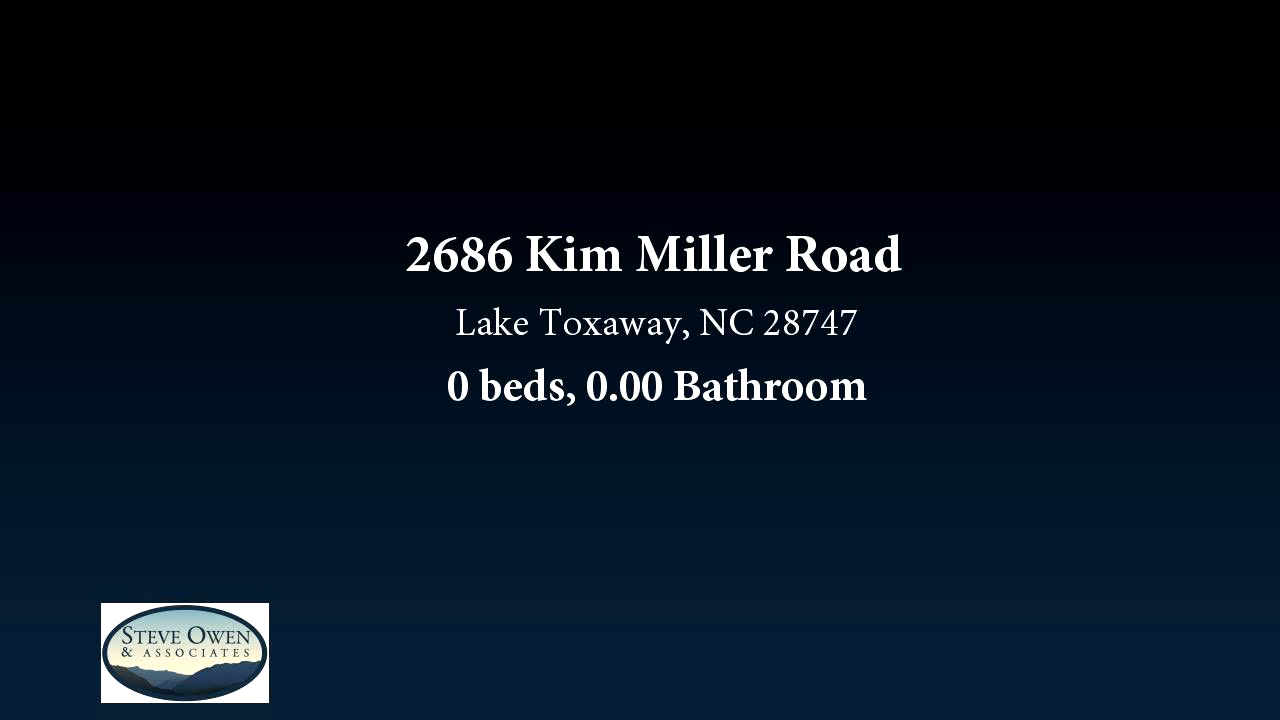 2686 Kim Miller Road
Lake Toxaway, NC 28747
0 beds, 0.00 Bathroom
STEVE OWEN
& ASSOCIATES